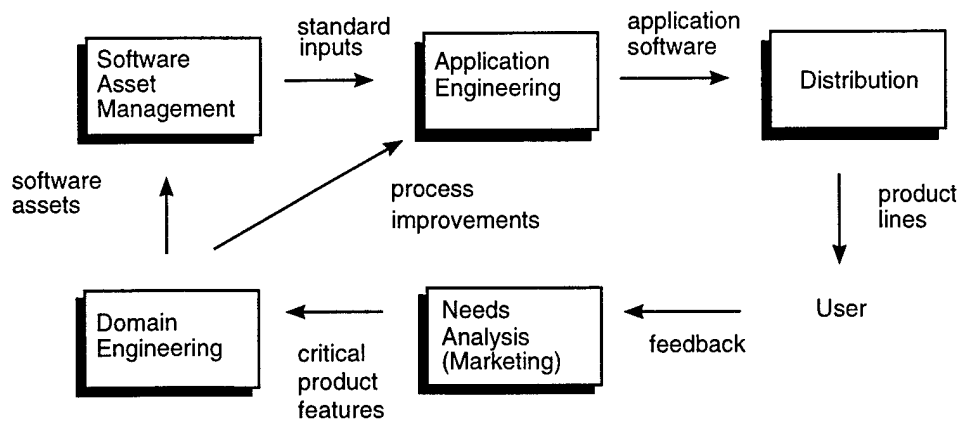 standard
inputs
application
software
Software
Asset
Management
Application
Engineering
Distribution
software
assets
process
improvements
product
lines
Domain
Engineering
critical
product
features
Needs
Analysis
(Marketing)
feedback
User